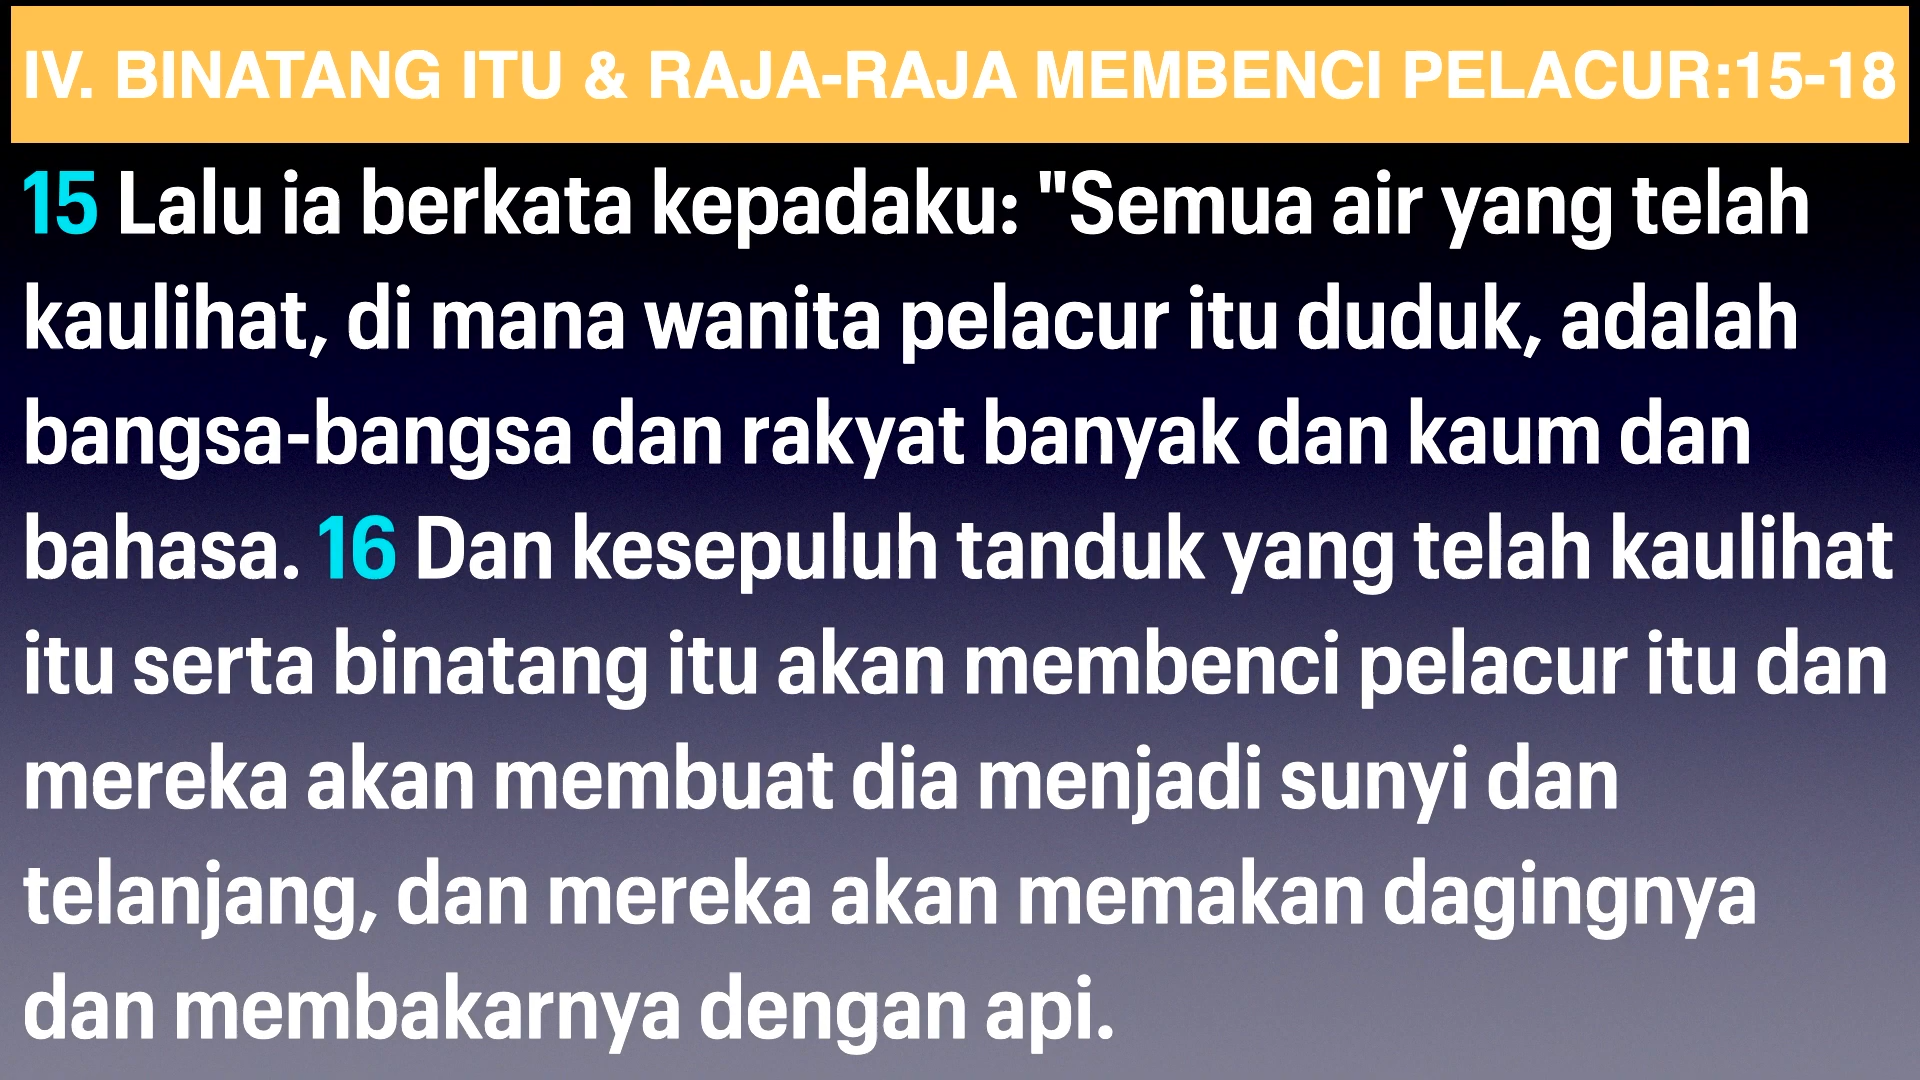 IV. BINATANG ITU & RAJA-RAJA MEMBENCI PELACUR:15-18
15 Lalu ia berkata kepadaku: "Semua air yang telah
kaulihat, di mana wanita pelacur itu duduk, adalah
bangsa-bangsa dan rakyat banyak dan kaum dan
bahasa. 16 Dan kesepuluh tanduk yang telah kaulihat
itu serta binatang itu akan membenci pelacur itu dan
mereka akan membuat dia menjadi sunyi dan
telanjang, dan mereka akan memakan dagingnya
dan membakarnya dengan api.